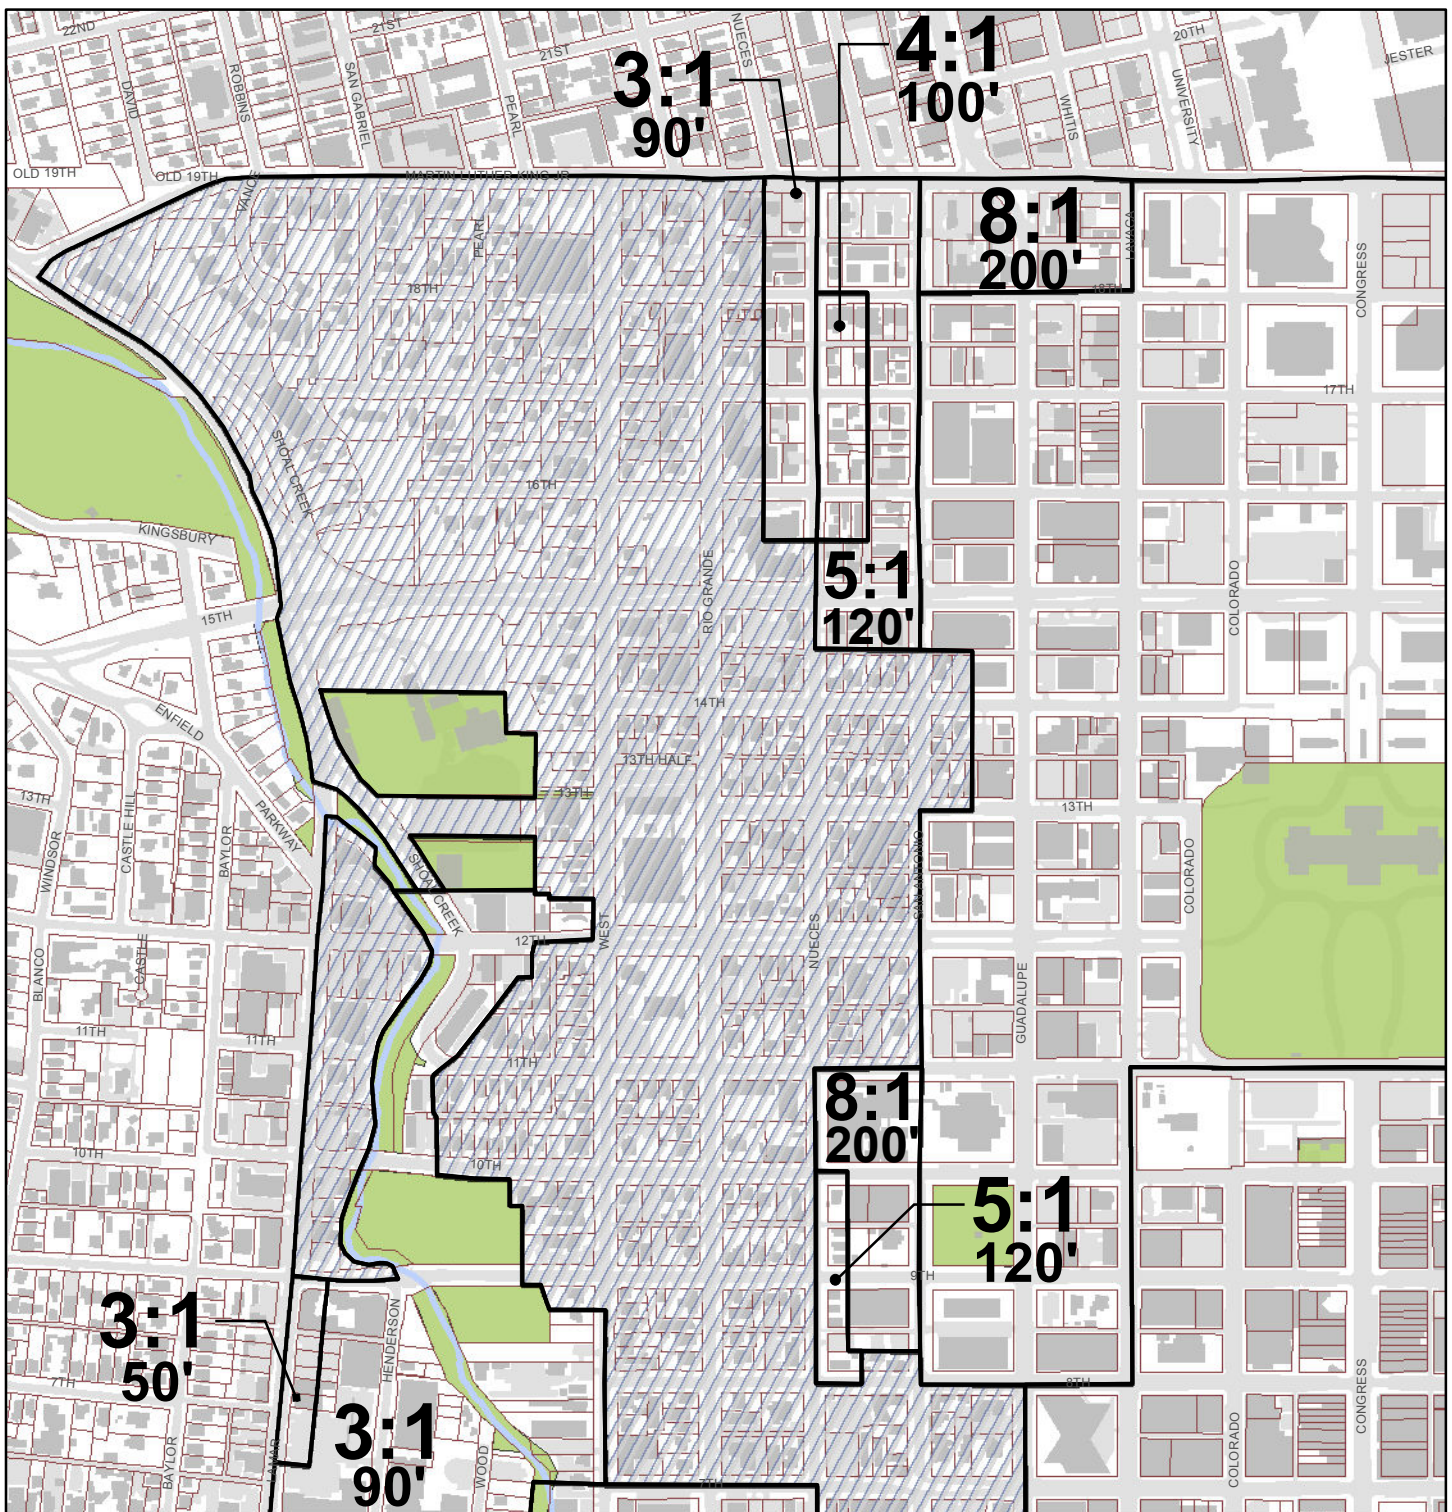 22ND
21ST
21ST
NUECES
4:1
100'
20TH
JESTER
DAVID
ROBBINS
SAN GABRIEL
PEARL
3:1
90'
WHITIS
UNIVERSITY
OLD 19TH
OLD 19TH
MARTIN LUTHER KING JR
VANCE
PEARL
8:1
200'
LAVACA
CONGRESS
18TH
18TH
17TH
SHOAL CREEK
16TH
KINGSBURY
RIO GRANDE
5:1
120'
COLORADO
15TH
ENFIELD
14TH
13TH HALF
13TH
13TH
13TH
WINDSOR
CASTLE HILL
BAYLOR
PARKWAY
SHOAL CREEK
SAN ANTONIO
COLORADO
BLANCO
CASTLE
12TH
WEST
NUECES
GUADALUPE
11TH
11TH
11TH
8:1
200'
10TH
10TH
5:1
120'
9TH
3:1
50'
HENDERSON
7TH
8TH
CONGRESS
3:1
90'
BAYLOR
LAMAR
WOOD
7TH
COLORADO